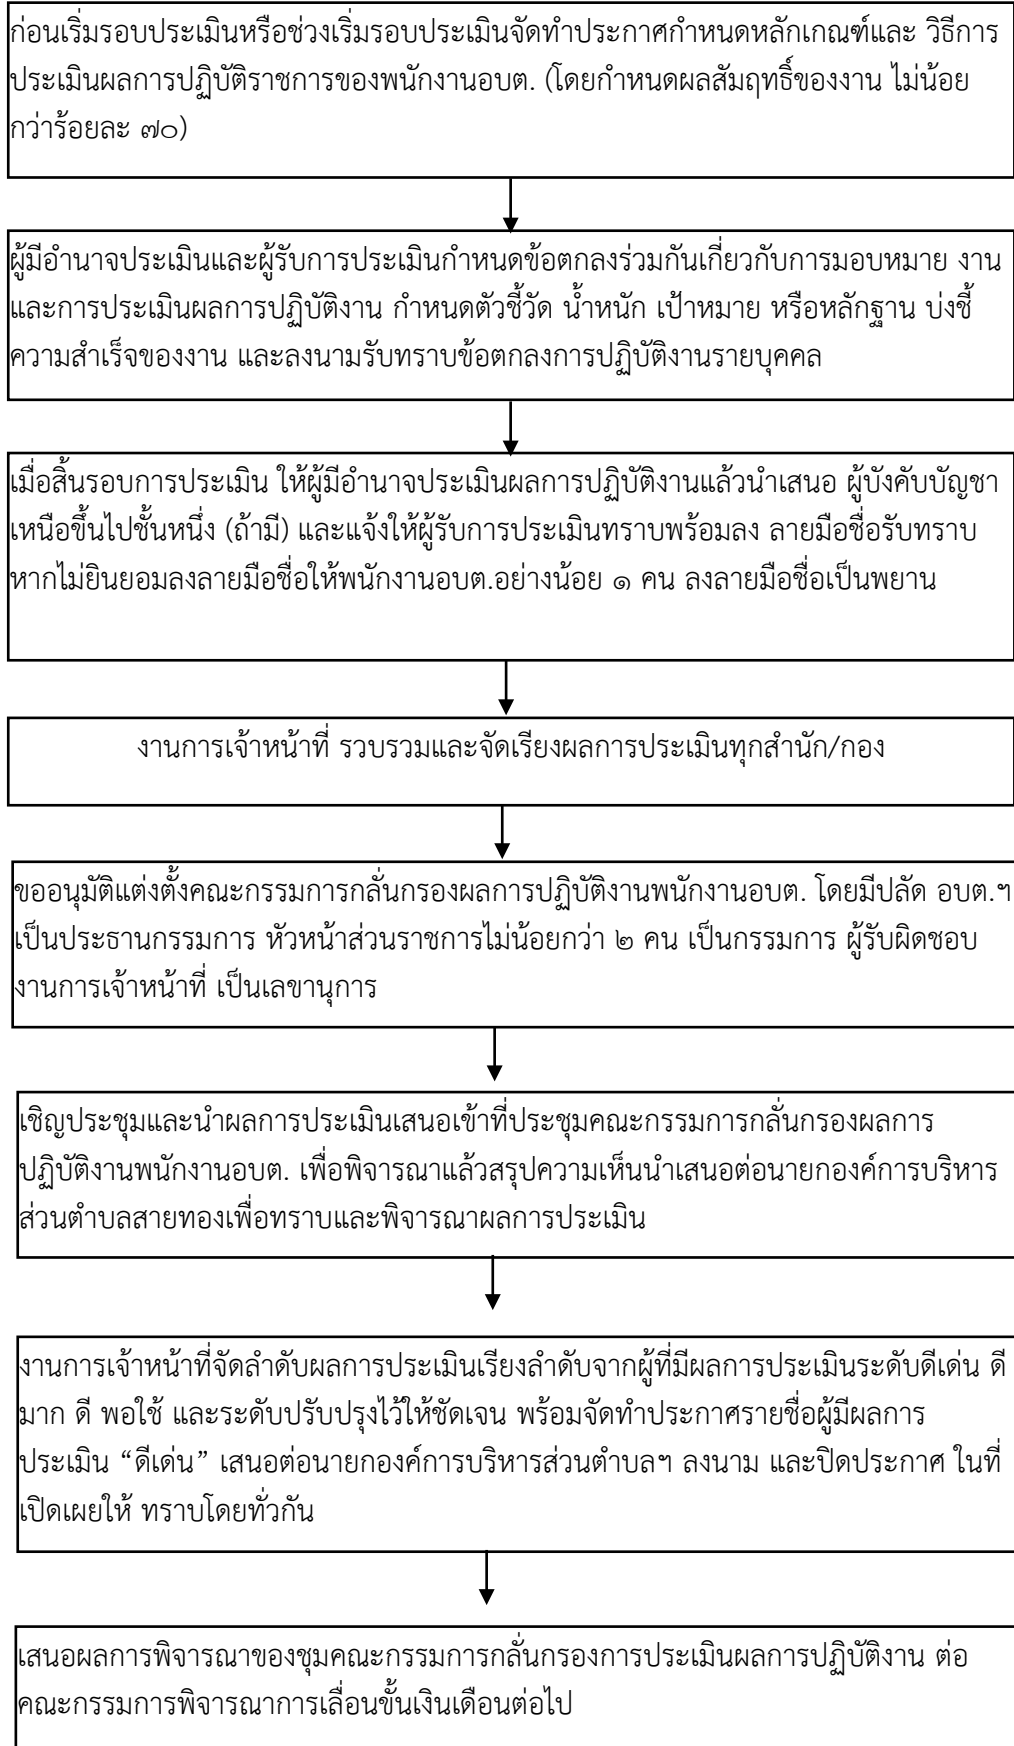 ก่อนเริ่มรอบประเมินหรือช่วงเริ่มรอบประเมินจัดทำประกาศกำหนดหลักเกณฑ์และ วิธีการ
ประเมินผลการปฏิบัติราชการของพนักงานอบต. (โดยกำหนดผลสัมฤทธิ์ของงาน ไม่น้อย
กว่าร้อยละ ๗๐)
ผู้มีอำนาจประเมินและผู้รับการประเมินกำหนดข้อตกลงร่วมกันเกี่ยวกับการมอบหมาย งาน
และการประเมินผลการปฏิบัติงาน กำหนดตัวชี้วัด น้ำหนัก เป้าหมาย หรือหลักฐาน บ่งชี้
ความสำเร็จของงาน และลงนามรับทราบข้อตกลงการปฏิบัติงานรายบุคคล
เมื่อสิ้นรอบการประเมิน ให้ผู้มีอำนาจประเมินผลการปฏิบัติงานแล้วนำเสนอ ผู้บังคับบัญชา
เหนือขึ้นไปชั้นหนึ่ง (ถ้ามี) และแจ้งให้ผู้รับการประเมินทราบพร้อมลง ลายมือชื่อรับทราบ
หากไม่ยินยอมลงลายมือชื่อให้พนักงานอบต.อย่างน้อย ๑ คน ลงลายมือชื่อเป็นพยาน
งานการเจ้าหน้าที่ รวบรวมและจัดเรียงผลการประเมินทุกสำนัก/กอง
ขออนุมัติแต่งตั้งคณะกรรมการกลั่นกรองผลการปฏิบัติงานพนักงานอบต. โดยมีปลัด อบต.ฯ
เป็นประธานกรรมการ หัวหน้าส่วนราชการไม่น้อยกว่า ๒ คน เป็นกรรมการ ผู้รับผิดชอบ
งานการเจ้าหน้าที่ เป็นเลขานุการ
เชิญประชุมและนำผลการประเมินเสนอเข้าที่ประชุมคณะกรรมการกลั่นกรองผลการ
ปฏิบัติงานพนักงานอบต. เพื่อพิจารณาแล้วสรุปความเห็นนำเสนอต่อนายกองค์การบริหาร
ส่วนตำบลสายทองเพื่อทราบและพิจารณาผลการประเมิน
งานการเจ้าหน้าที่จัดลำดับผลการประเมินเรียงลำดับจากผู้ที่มีผลการประเมินระดับดีเด่น ดี
มาก ดี พอใช้ และระดับปรับปรุงไว้ให้ชัดเจน พร้อมจัดทำประกาศรายชื่อผู้มีผลการ
ประเมิน “ดีเด่น” เสนอต่อนายกองค์การบริหารส่วนตำบลฯ ลงนาม และปิดประกาศ ในที่
เปิดเผยให้ ทราบโดยทั่วกัน
เสนอผลการพิจารณาของชุมคณะกรรมการกลั่นกรองการประเมินผลการปฏิบัติงาน ต่อ
คณะกรรมการพิจารณาการเลื่อนขั้นเงินเดือนต่อไป